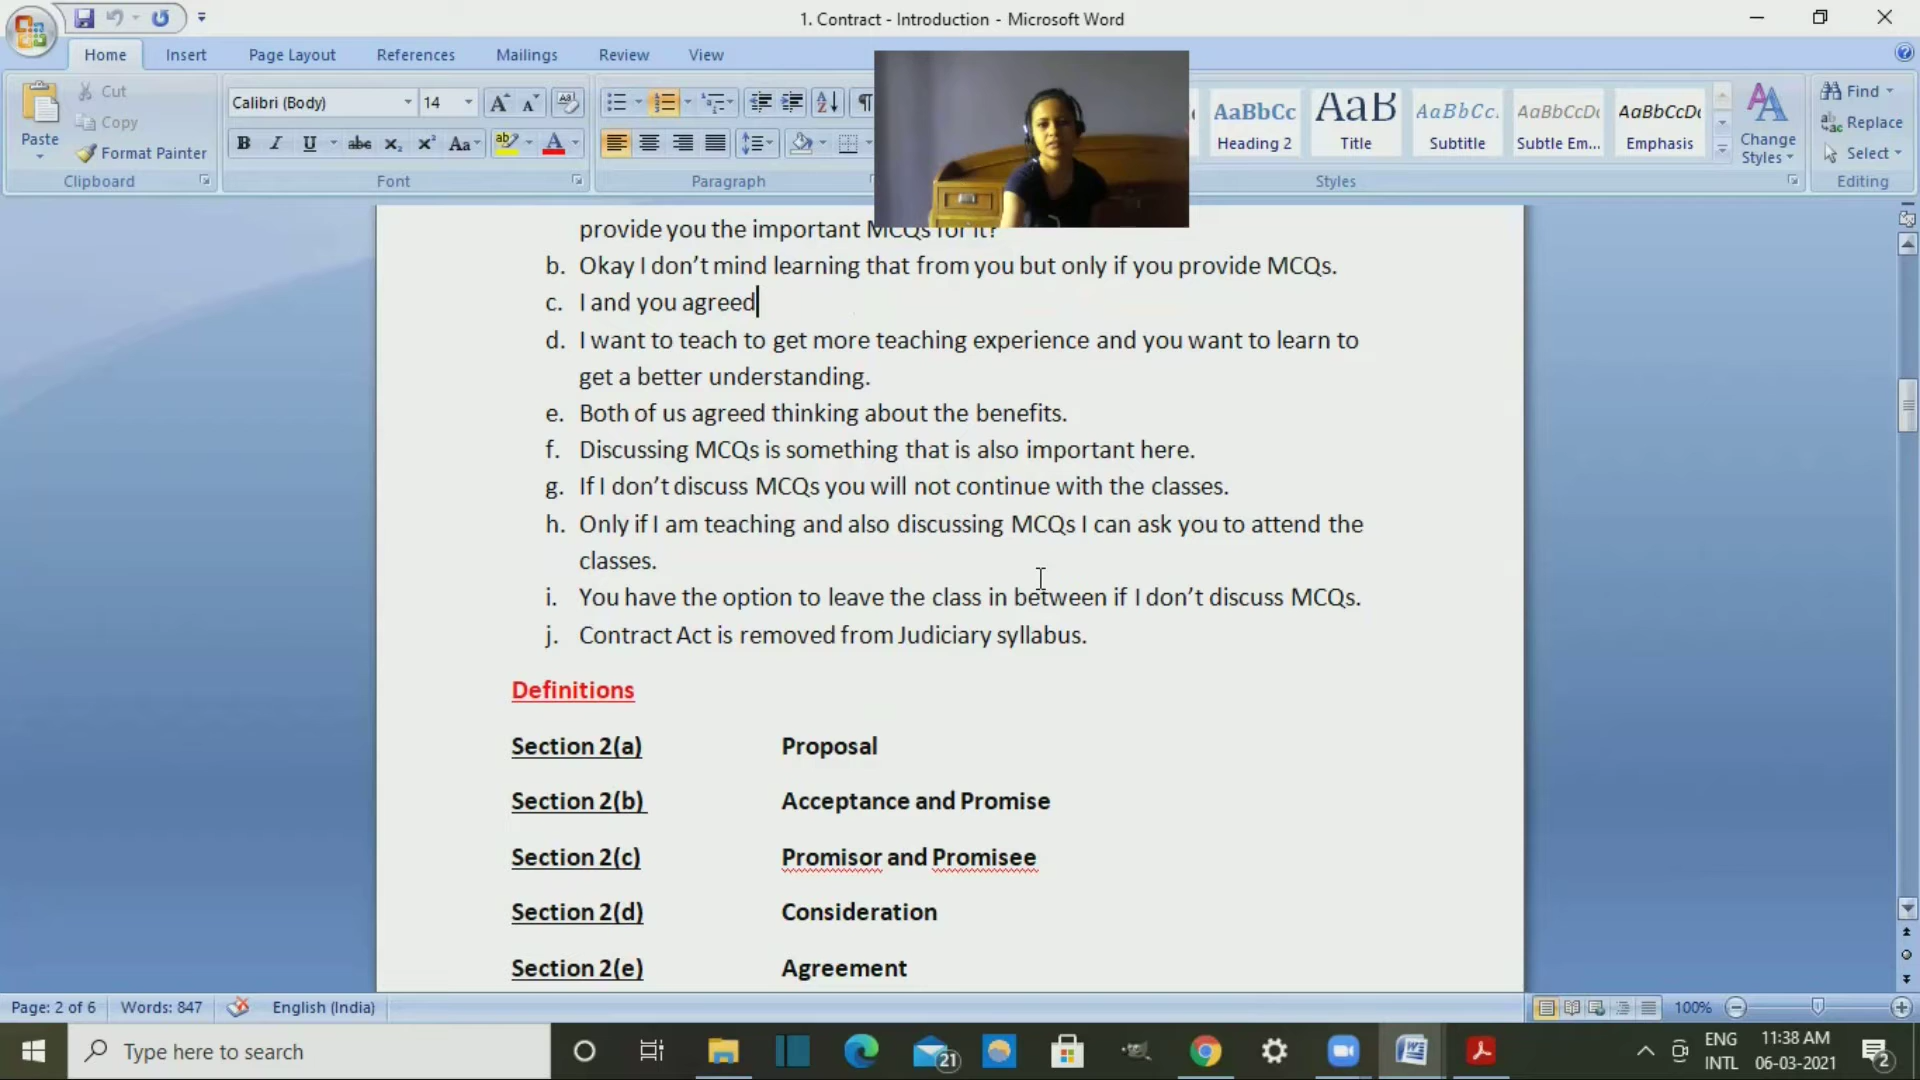 1. Contract - Introduction - Microsoft Word
Home Insert Page Layout References Mailings Review View
Cut
Copy
Format Painter
Paste
Clipboard
Calibri (Body) 14
Font
Paragraph
AaBbCc AaB AaBbCc. AaBbCcDc AaBbCcDc
Heading 2 Title Subtitle Subtle Em... Emphasis
Change Styles
Styles
Find
Replace
Select
Editing
provide you the important MCQs for it?
b. Okay I don’t mind learning that from you but only if you provide MCQs.
c. I and you agreed
d. I want to teach to get more teaching experience and you want to learn to
get a better understanding.
e. Both of us agreed thinking about the benefits.
f. Discussing MCQs is something that is also important here.
g. If I don’t discuss MCQs you will not continue with the classes.
h. Only if I am teaching and also discussing MCQs I can ask you to attend the
classes.
i. You have the option to leave the class in between if I don’t discuss MCQs.
j. Contract Act is removed from Judiciary syllabus.
Definitions
Section 2(a) Proposal
Section 2(b) Acceptance and Promise
Section 2(c) Promisor and Promisee
Section 2(d) Consideration
Section 2(e) Agreement
Page: 2 of 6 Words: 847 English (India) 100%
Type here to search
21
ENG 11:38 AM
INTL 06-03-2021
2